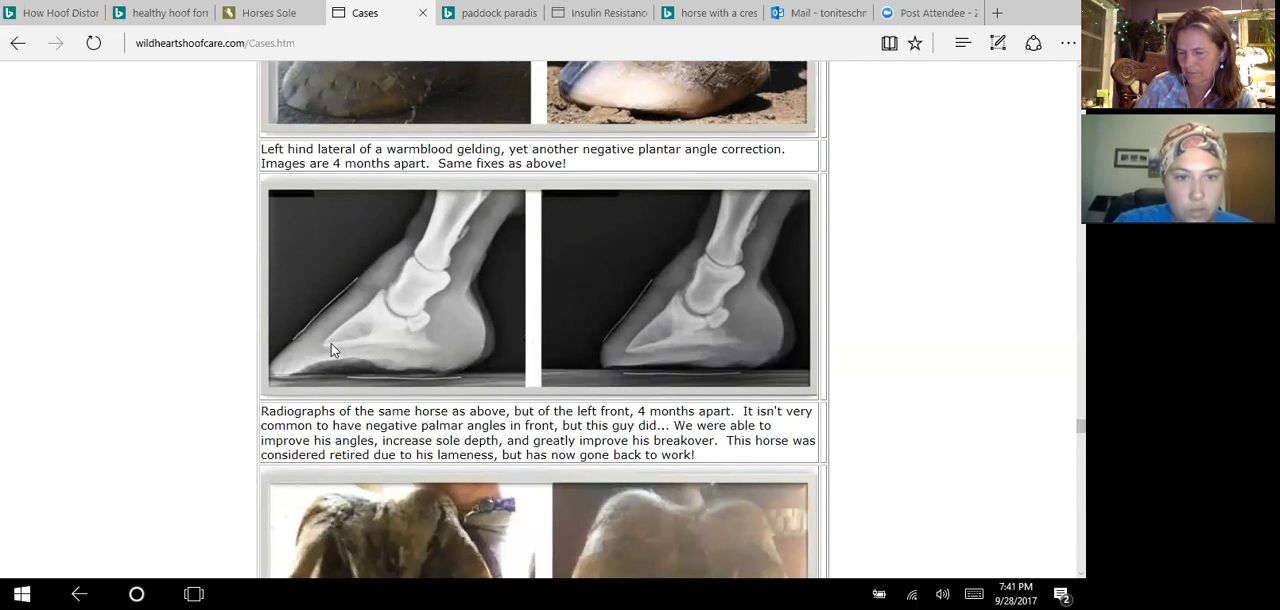 How Hoof Distor
healthy hoof forn
Horses Sole
Cases
paddock paradis
Insulin Resistanc
horse with a cres
Mail - toniteschn
Post Attendee - Z
wildheartshoofcare.com/Cases.htm
Left hind lateral of a warmblood gelding, yet another negative plantar angle correction.
Images are 4 months apart.  Same fixes as above!
Radiographs of the same horse as above, but of the left front, 4 months apart.  It isn't very
common to have negative palmar angles in front, but this guy did... We were able to
improve his angles, increase sole depth, and greatly improve his breakover.  This horse was
considered retired due to his lameness, but has now gone back to work!
7:41 PM
9/28/2017
2